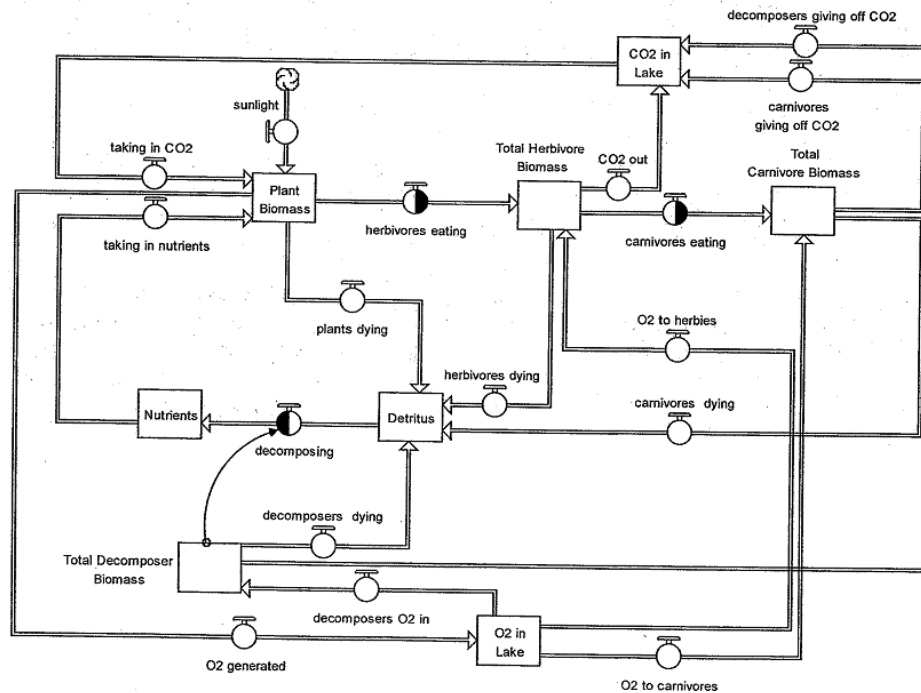 decomposers giving off CO2
CO2 in
Lake
carnivores
giving off CO2
sunlight
taking in CO2
Total Herbivore
Biomass
CO2 out
Total
Carnivore Biomass
Plant
Biomass
taking in nutrients
herbivores eating
carnivores eating
plants dying
O2 to herbies
herbivores dying
Nutrients
Detritus
carnivores dying
decomposing
decomposers dying
Total Decomposer
Biomass
decomposers O2 in
O2 in
Lake
O2 generated
O2 to carnivores